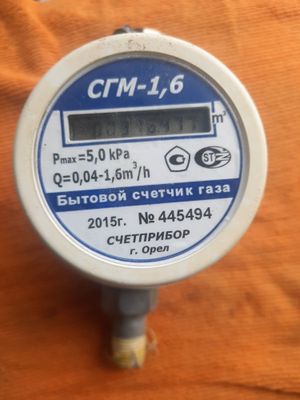 СГМ-1,6
m³
Pmax=5,0 kPa
Q=0,04-1,6m³/h
Бытовой счетчик газа
2015г. № 445494
СЧЕТПРИБОР
г. Орел